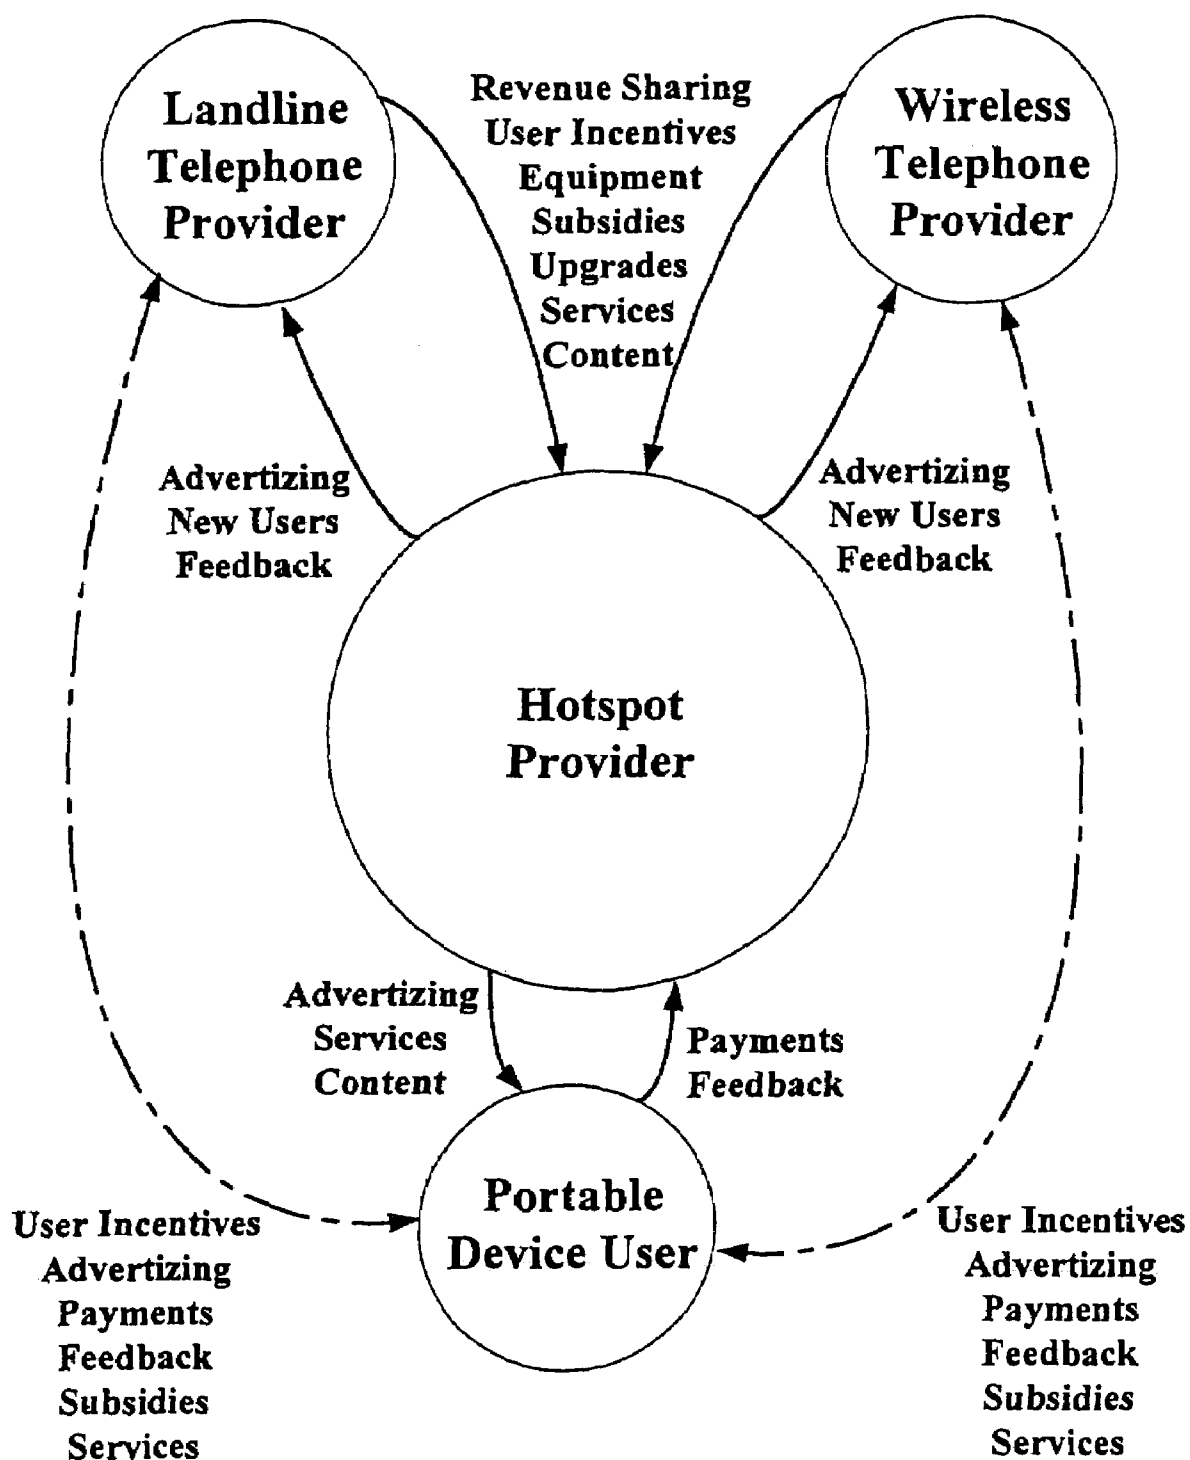 Landline
Telephone
Provider
Revenue Sharing
User Incentives
Equipment
Subsidies
Upgrades
Services
Content
Wireless
Telephone
Provider
Advertizing
New Users
Feedback
Advertizing
New Users
Feedback
Hotspot
Provider
Advertizing
Services
Content
Payments
Feedback
Portable
Device User
User Incentives
Advertizing
Payments
Feedback
Subsidies
Services
User Incentives
Advertizing
Payments
Feedback
Subsidies
Services